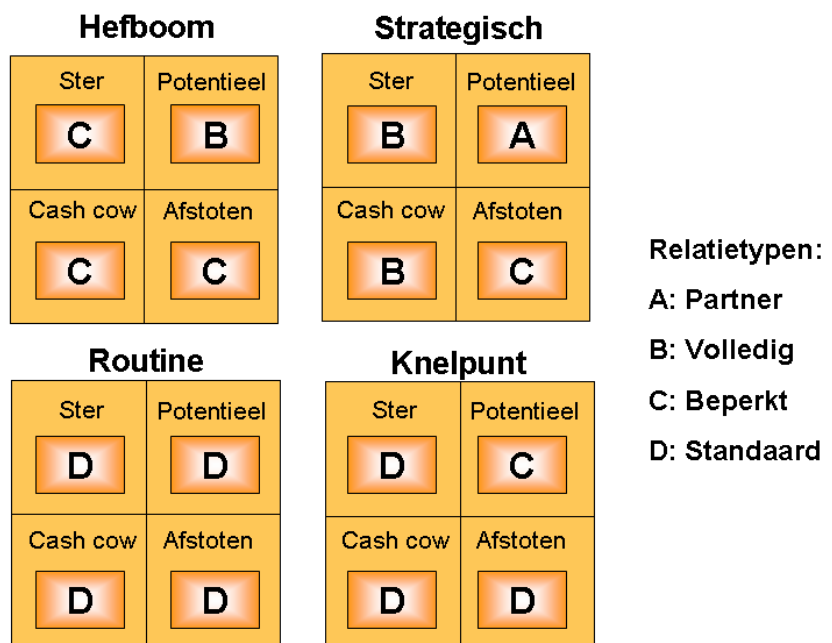 Hefboom
Ster Potentieel
C B
Cash cow Afstoten
C C
Strategisch
Ster Potentieel
B A
Cash cow Afstoten
B C
Routine
Ster Potentieel
D D
Cash cow Afstoten
D D
Knelpunt
Ster Potentieel
D C
Cash cow Afstoten
D D
Relatietypen:
A: Partner
B: Volledig
C: Beperkt
D: Standaard